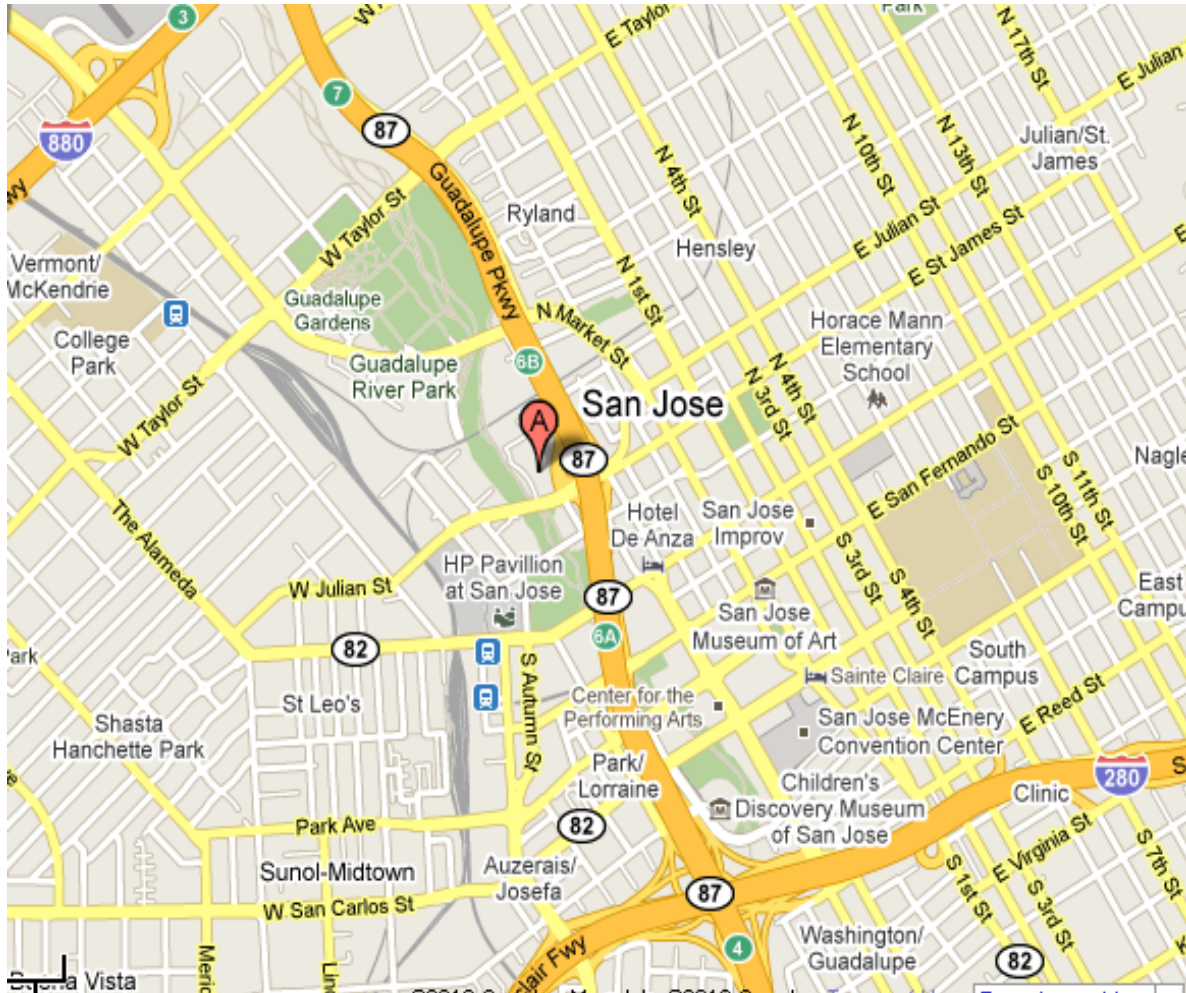 3
Park
E Taylor
N 17th St
E Julian
7
87
880
N 10th St
N 13th St
Julian/St.
James
Guadalupe Pkwy
N 4th St
W Taylor St
Ryland
Hensley
E Julian St
E St James St
Vermont/
McKendrie
Guadalupe
Gardens
N 1st St
N Market St
College
Park
Horace Mann
Elementary
School
Guadalupe
River Park
6B
N 3rd St
N 4th St
W Taylor St
A
San Jose
87
E San Fernando St
S 10th St
S 11th St
The Alameda
Hotel
De Anza
San Jose
Improv
S 3rd St
S 4th St
HP Pavillion
at San Jose
W Julian St
87
East
San Jose
Museum of Art
6A
82
S Autumn St
South
Campus
Sainte Claire
St Leo's
Center for the
Performing Arts
E Reed St
Shasta
Hanchette Park
San Jose McEnery
Convention Center
Park/
Lorraine
280
Children's
Discovery Museum
of San Jose
Clinic
Park Ave
82
E Virginia St
S 7th St
Sunol-Midtown
Auzerais/
Josefa
S 1st St
S 3rd St
87
W San Carlos St
4
Washington/
Guadalupe
82
Vista